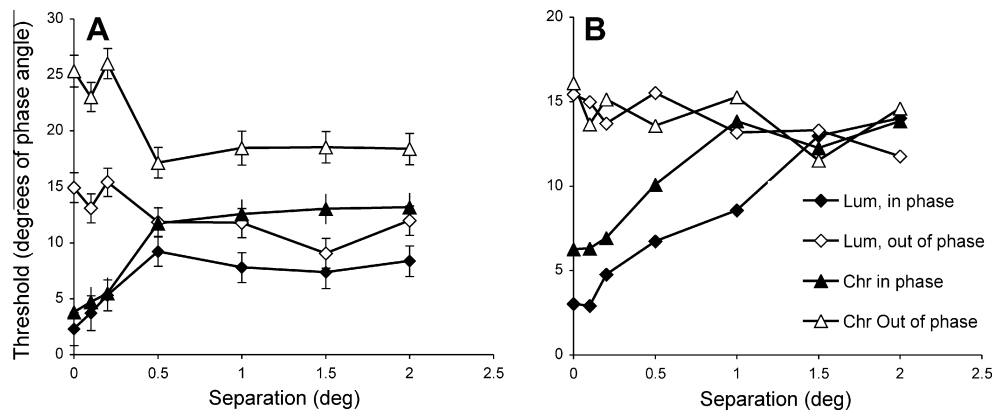 A
B
Threshold (degrees of phase angle)
30
25
20
15
10
5
0
0
0.5
1
1.5
2
2.5
Separation (deg)
20
15
10
5
0
0
0.5
1
1.5
2
2.5
Separation (deg)
Lum, in phase
Lum, out of phase
Chr in phase
Chr Out of phase